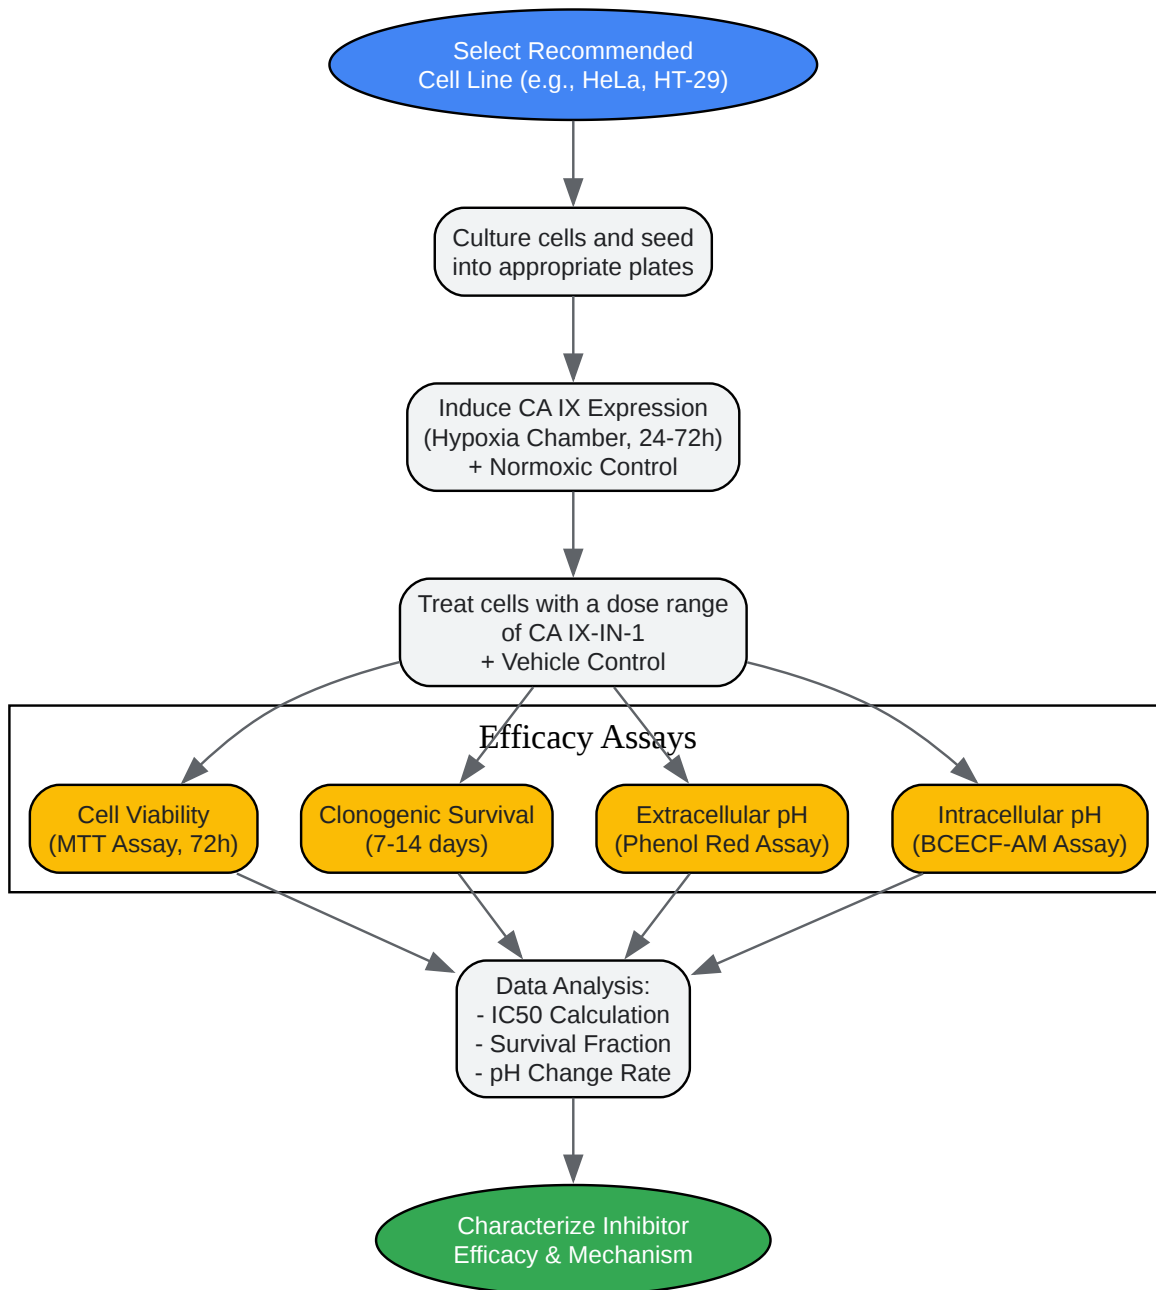 Select Recommended
Cell Line (e.g., HeLa, HT-29)
Culture cells and seed
into appropriate plates
Induce CA IX Expression
(Hypoxia Chamber, 24-72h)
+ Normoxic Control
Treat cells with a dose range
of CA IX-IN-1
+ Vehicle Control
Efficacy Assays
Cell Viability
(MTT Assay, 72h)
Clonogenic Survival
(7-14 days)
Extracellular pH
(Phenol Red Assay)
Intracellular pH
(BCECF-AM Assay)
Data Analysis:
- IC50 Calculation
- Survival Fraction
- pH Change Rate
Characterize Inhibitor
Efficacy & Mechanism